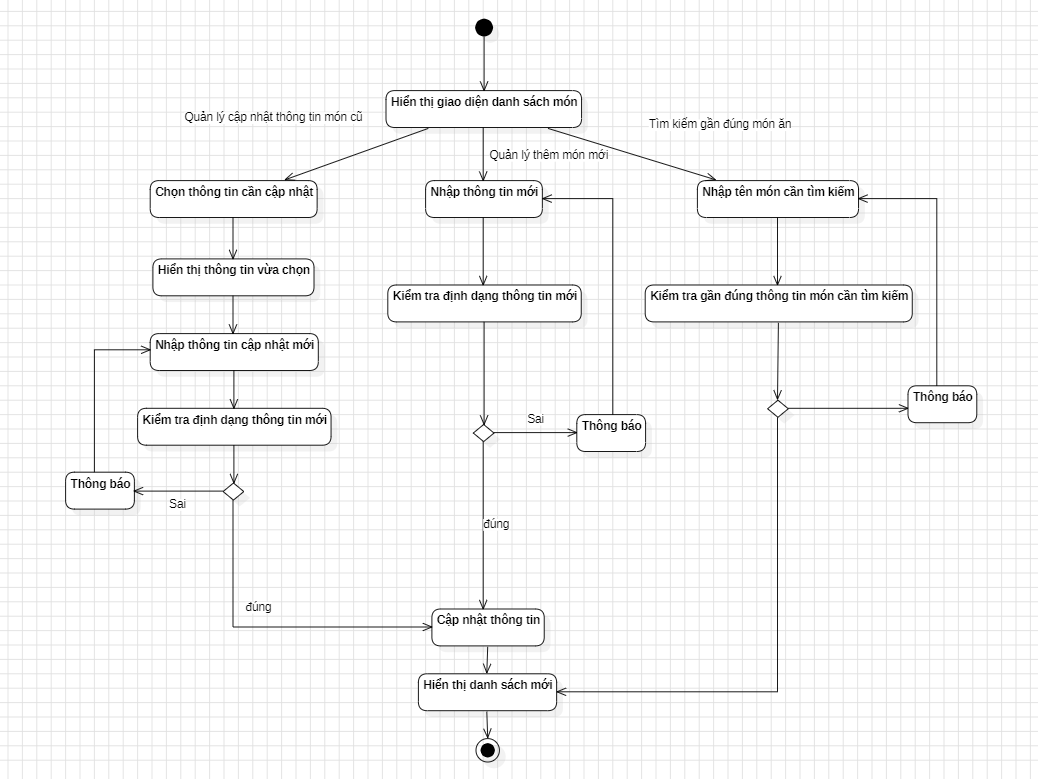 Hiển thị giao diện danh sách món
Quản lý cập nhật thông tin món cũ
Tìm kiếm gần đúng món ăn
Quản lý thêm món mới
Chọn thông tin cần cập nhật
Nhập thông tin mới
Nhập tên món cần tìm kiếm
Hiển thị thông tin vừa chọn
Kiểm tra định dạng thông tin mới
Kiểm tra gần đúng thông tin món cần tìm kiếm
Nhập thông tin cập nhật mới
Thông báo
Kiểm tra định dạng thông tin mới
Sai
Thông báo
Thông báo
Sai
đúng
đúng
Cập nhật thông tin
Hiển thị danh sách mới